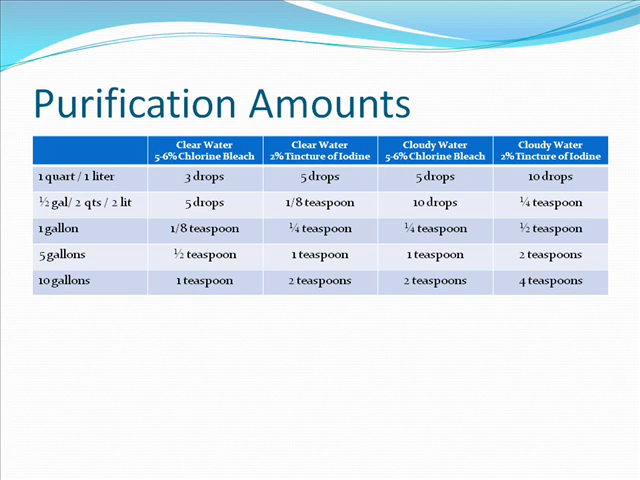 Purification Amounts
Clear Water Clear Water Cloudy Water Cloudy Water
5-6% Chlorine Bleach 2% Tincture of Iodine 5-6% Chlorine Bleach 2% Tincture of Iodine
1 quart / 1 liter 3 drops 5 drops 5 drops 10 drops
½ gal/ 2 qts / 2 lit 5 drops 1/8 teaspoon 10 drops ¼ teaspoon
1 gallon 1/8 teaspoon ¼ teaspoon ¼ teaspoon ½ teaspoon
5 gallons ½ teaspoon 1 teaspoon 1 teaspoon 2 teaspoons
10 gallons 1 teaspoon 2 teaspoons 2 teaspoons 4 teaspoons